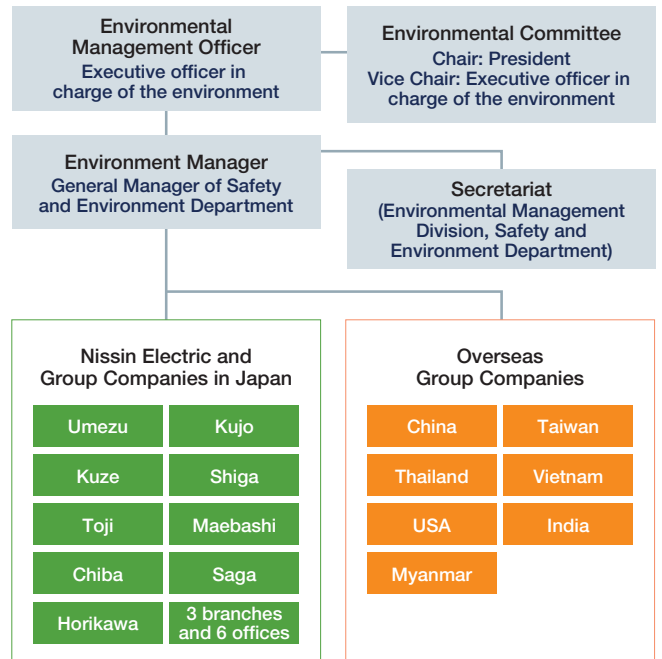 Environmental
Management Officer
Executive officer in
charge of the environment
Environmental Committee
Chair: President
Vice Chair: Executive officer in
charge of the environment
Environment Manager
General Manager of Safety
and Environment Department
Secretariat
(Environmental Management
Division, Safety and
Environment Department)
Nissin Electric and
Group Companies in Japan
Umezu
Kujo
Kuze
Shiga
Toji
Maebashi
Chiba
Saga
Horikawa
3 branches
and 6 offices
Overseas
Group Companies
China
Taiwan
Thailand
Vietnam
USA
India
Myanmar